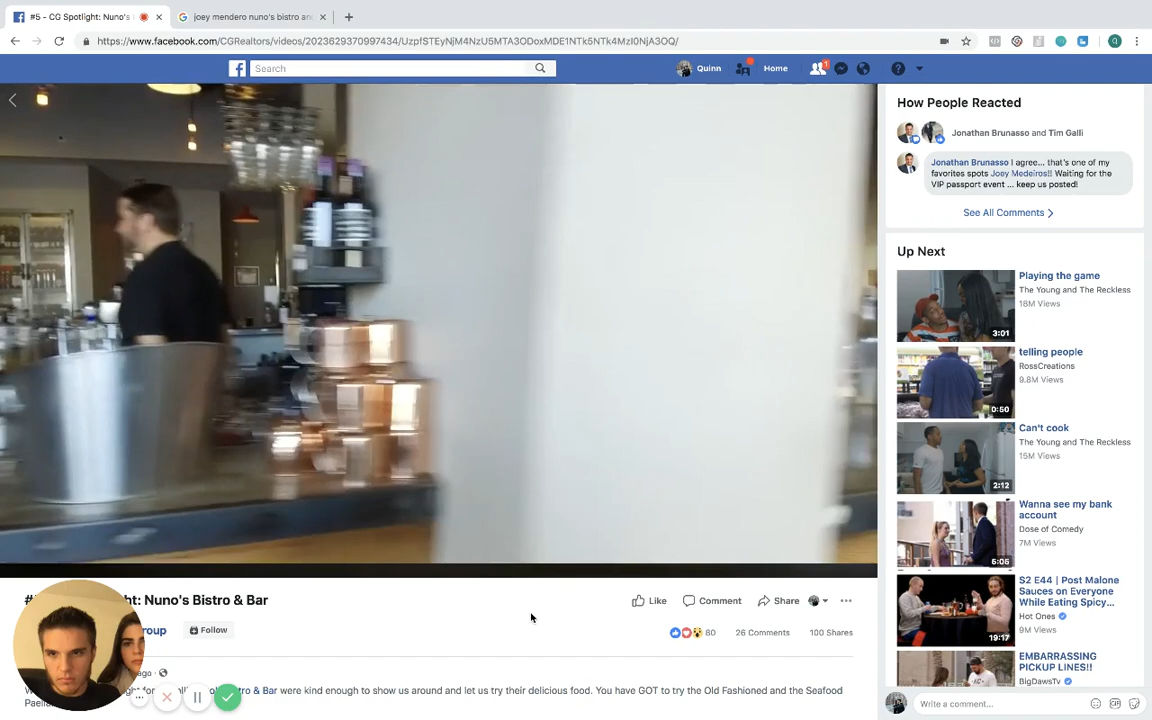 #5 - CG Spotlight: Nuno's
joey mendero nuno's bistro an
https://www.facebook.com/CGRealtors/videos/2023629370997434/UzpfSTEyNjM4NzU5MTA3ODoxMDE1NTk5NTk4MzI0NjA3OQ/
Q
Search
Quinn
Home
1
How People Reacted
Jonathan Brunasso and Tim Galli
Jonathan Brunasso I agree... that's one of my
favorites spots Joey Medeiros!! Waiting for the
VIP passport event ... keep us posted!
See All Comments
Up Next
Playing the game
The Young and The Reckless
18M Views
3:01
telling people
RossCreations
9.8M Views
0:50
Can't cook
The Young and The Reckless
15M Views
2:12
Wanna see my bank
account
Dose of Comedy
7M Views
6:06
S2 E44 | Post Malone
Sauces on Everyone
While Eating Spicy...
Hot Ones
9M Views
19:17
EMBARRASSING
PICKUP LINES!!
BigDawsTv
Write a comment...
ht: Nuno's Bistro & Bar
Like
Comment
Share
roup
Follow
80
26 Comments
100 Shares
ago
tro & Bar were kind enough to show us around and let us try their delicious food. You have GOT to try the Old Fashioned and the Seafood
Pael